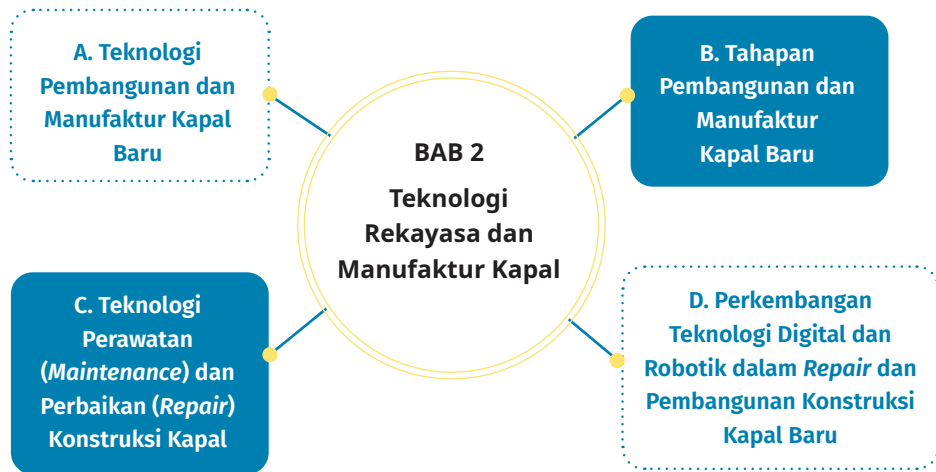 A. Teknologi
Pembangunan dan
Manufaktur Kapal
Baru
B. Tahapan
Pembangunan dan
Manufaktur
Kapal Baru
BAB 2
Teknologi
Rekayasa dan
Manufaktur Kapal
C. Teknologi
Perawatan
(Maintenance) dan
Perbaikan (Repair)
Konstruksi Kapal
D. Perkembangan
Teknologi Digital dan
Robotik dalam Repair dan
Pembangunan Konstruksi
Kapal Baru